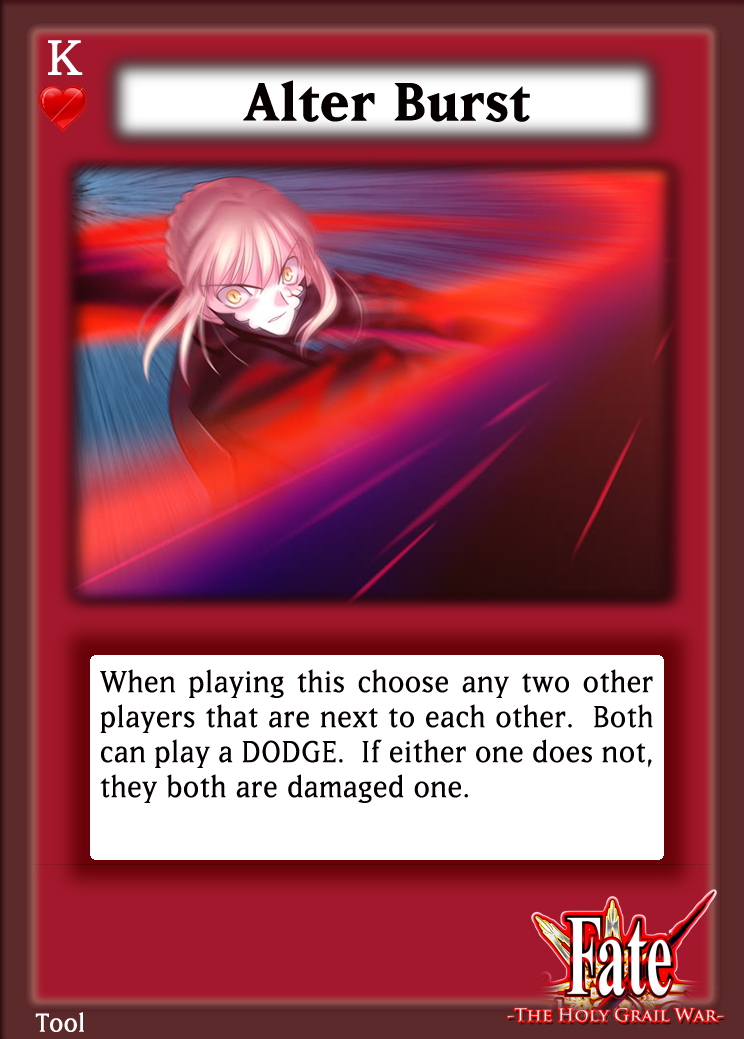 K
Alter Burst
When playing this choose any two other
players that are next to each other.  Both
can play a DODGE.  If either one does not,
they both are damaged one.
Fate
-THE HOLY GRAIL WAR-
Tool